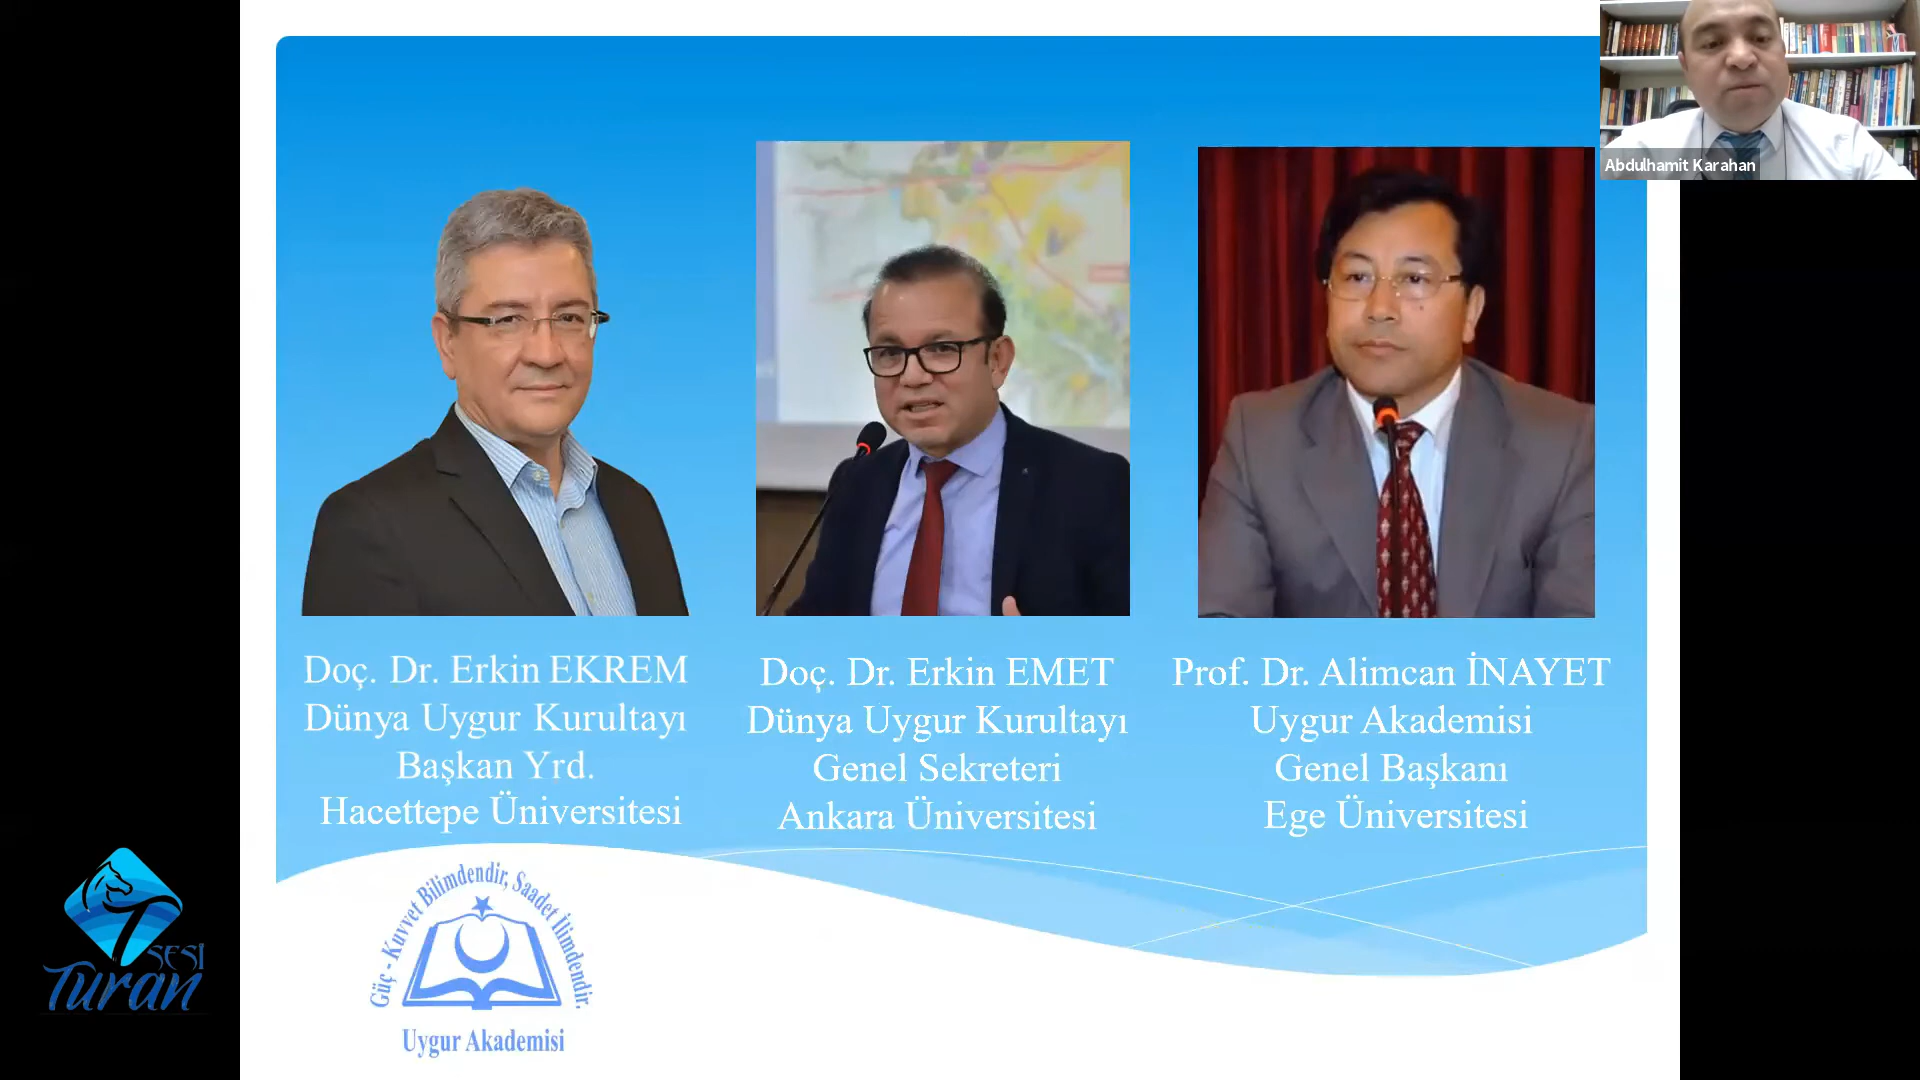 Abdulhamit Karahan
Doç. Dr. Erkin EKREM
Dünya Uygur Kurultayı
Başkan Yrd.
Hacettepe Üniversitesi
Doç. Dr. Erkin EMET
Dünya Uygur Kurultayı
Genel Sekreteri
Ankara Üniversitesi
Prof. Dr. Alimcan İNAYET
Uygur Akademisi
Genel Başkanı
Ege Üniversitesi
Güç - Kuvvet Bilimdendir, Saadet İlimdendir.
Uygur Akademisi
SESİ
Turan